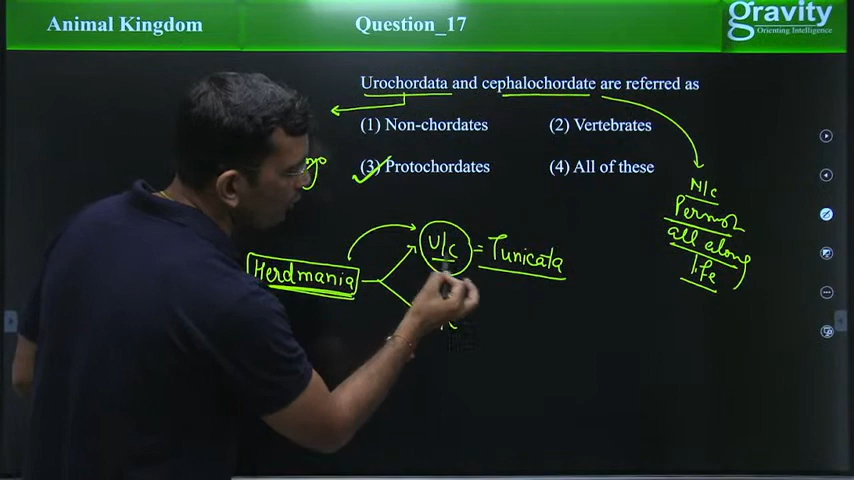 Animal Kingdom
Question_17
gravity
Orienting Intelligence
Urochordata and cephalochordate are referred as
(1) Non-chordates
(2) Vertebrates
(3) Protochordates
(4) All of these
N/c
all along
life
U/c = Tunicata
Herdmania